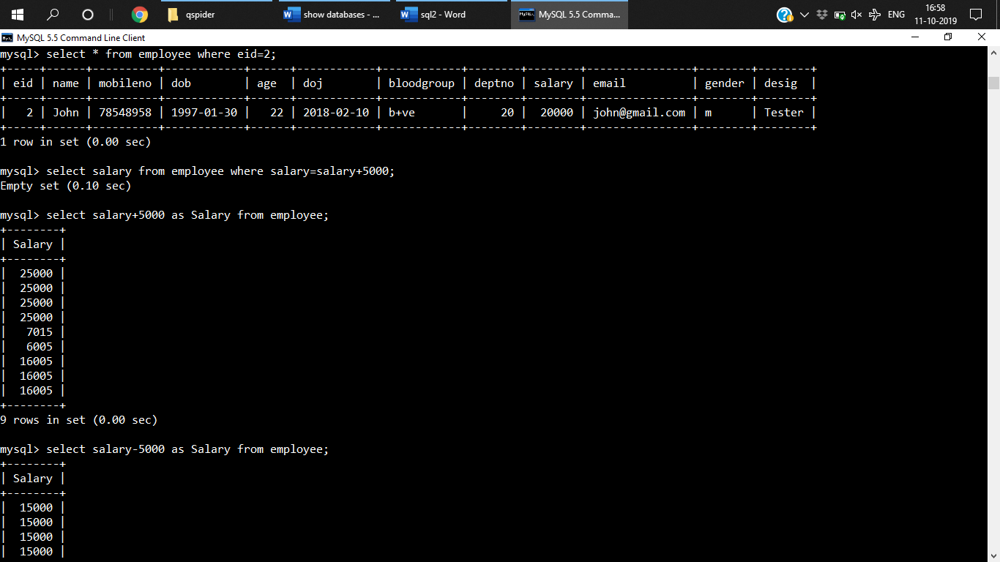 qspider
show databases - ...
sql2 - Word
MySQL 5.5 Comma...
ENG
16:58
11-10-2019
MySQL 5.5 Command Line Client
mysql> select * from employee where eid=2;
+-----+------+----------+------------+------+------------+------------+--------+--------+----------------+--------+--------+
| eid | name | mobileno | dob        | age  | doj        | bloodgroup | deptno | salary | email          | gender | desig  |
+-----+------+----------+------------+------+------------+------------+--------+--------+----------------+--------+--------+
|   2 | John | 78548958 | 1997-01-30 |   22 | 2018-02-10 | b+ve       |     20 |  20000 | john@gmail.com | m      | Tester |
+-----+------+----------+------------+------+------------+------------+--------+--------+----------------+--------+--------+
1 row in set (0.00 sec)
mysql> select salary from employee where salary=salary+5000;
Empty set (0.10 sec)
mysql> select salary+5000 as Salary from employee;
+--------+
| Salary |
+--------+
|  25000 |
|  25000 |
|  25000 |
|  25000 |
|   7015 |
|   6005 |
|  16005 |
|  16005 |
|  16005 |
+--------+
9 rows in set (0.00 sec)
mysql> select salary-5000 as Salary from employee;
+--------+
| Salary |
+--------+
|  15000 |
|  15000 |
|  15000 |
|  15000 |